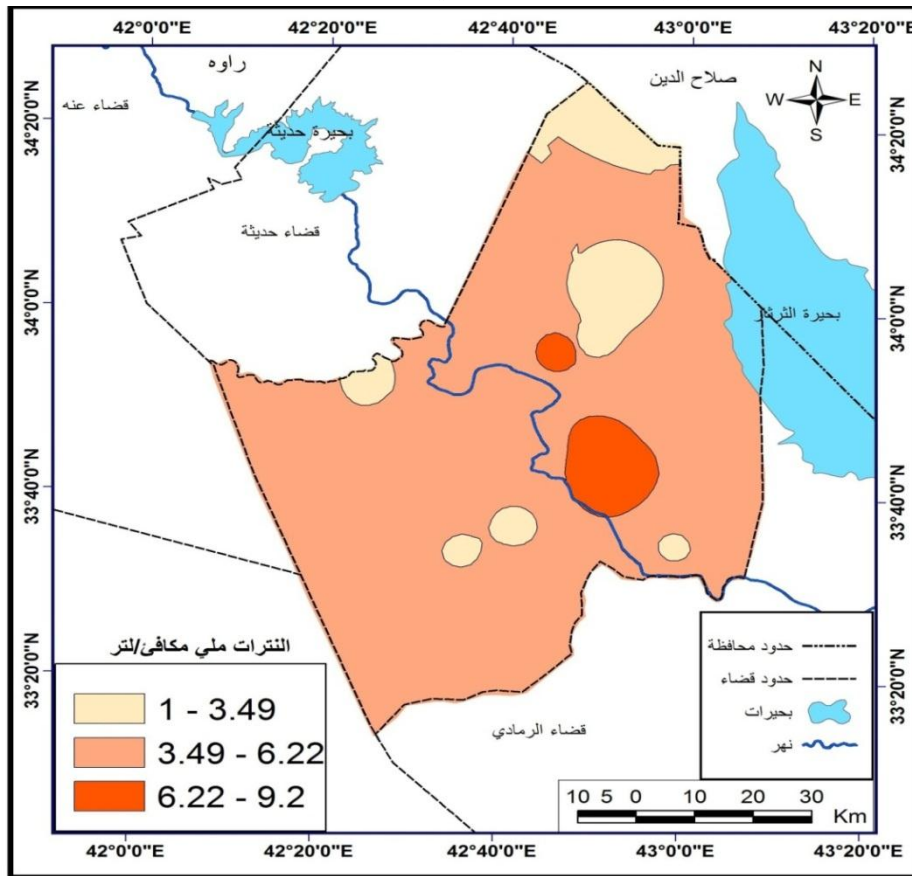 42°0'0"E 42°20'0"E 42°40'0"E 43°0'0"E 43°20'0"E
راوه
صلاح الدين
N
W E
S
قضاء عنه
34°20'0"N
34°20'0"N
بحيرة حديثة
قضاء حديثة
34°0'0"N
34°0'0"N
بحيرة الثرثار
33°40'0"N
33°40'0"N
33°20'0"N
33°20'0"N
النترات ملي مكافئ/لتر
1 - 3.49
3.49 - 6.22
6.22 - 9.2
قضاء الرمادي
حدود محافظة
حدود قضاء
بحيرات
نهر
10 5 0 10 20 30
Km
42°0'0"E 42°20'0"E 42°40'0"E 43°0'0"E 43°20'0"E